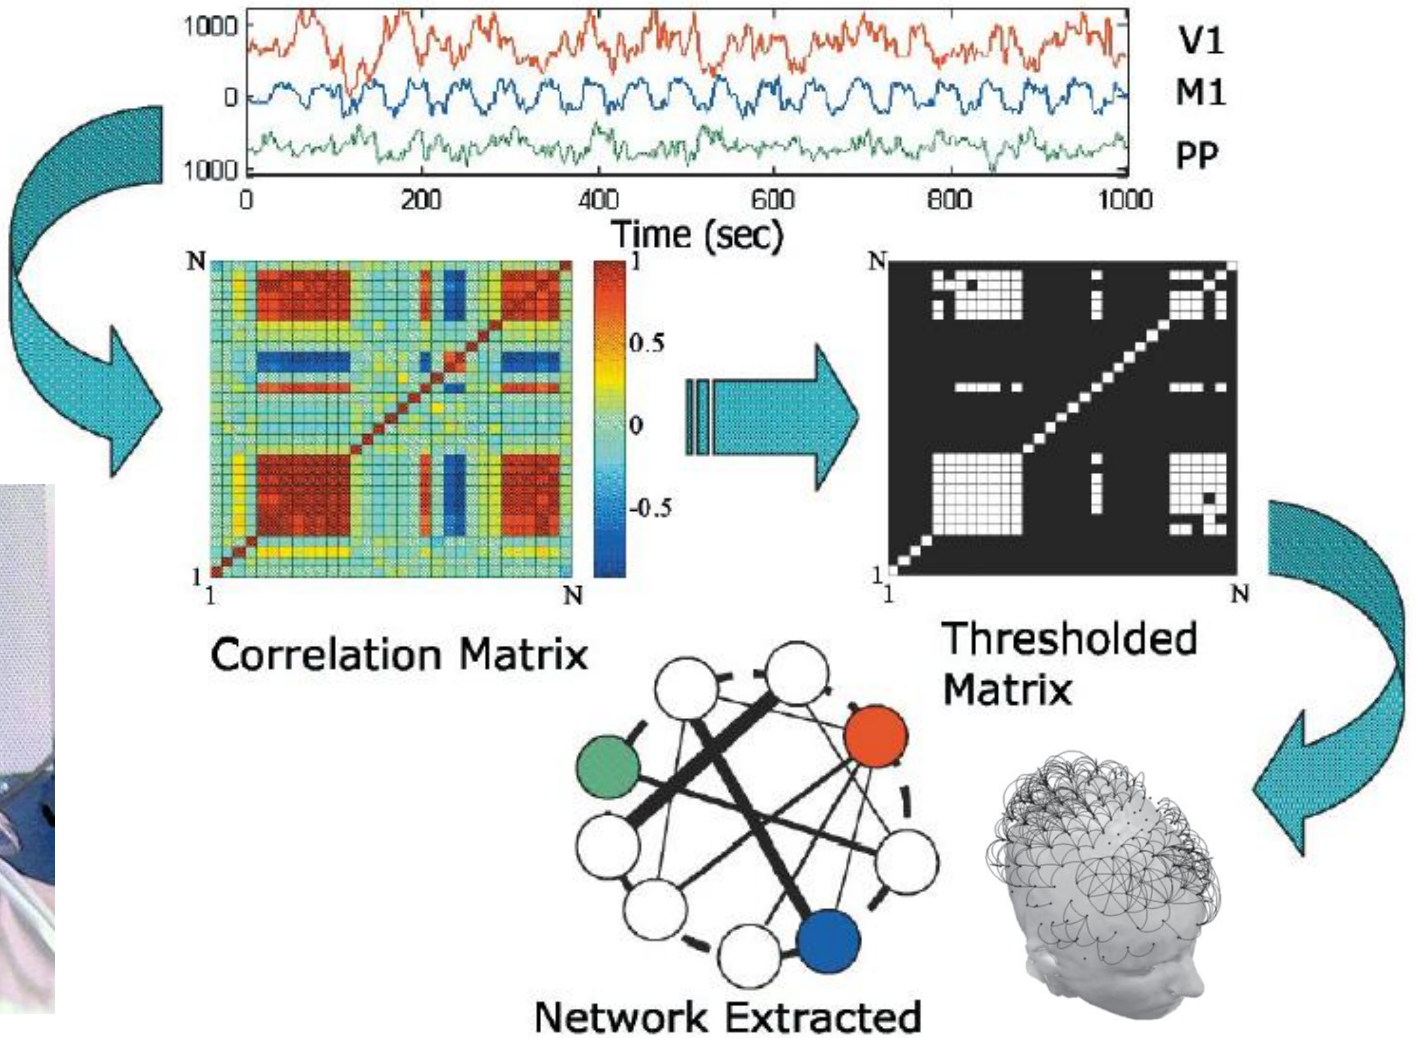 1000
0
1000
V1
M1
PP
0 200 400 600 800 1000
Time (sec)
N
1
1
N
1
0.5
0
-0.5
N
1
1
N
Correlation Matrix
Thresholded
Matrix
Network Extracted